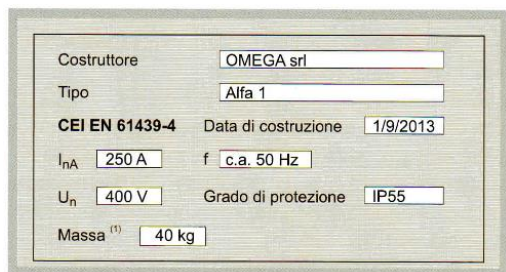 Costruttore OMEGA srl
Tipo Alfa 1
CEI EN 61439-4 Data di costruzione 1/9/2013
InA 250 A f c.a. 50 Hz
Un 400 V Grado di protezione IP55
Massa (1) 40 kg